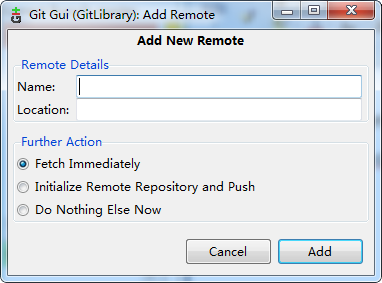 Git Gui (GitLibrary): Add Remote
Add New Remote
Remote Details
Name:
Location:
Further Action
Fetch Immediately
Initialize Remote Repository and Push
Do Nothing Else Now
Cancel Add